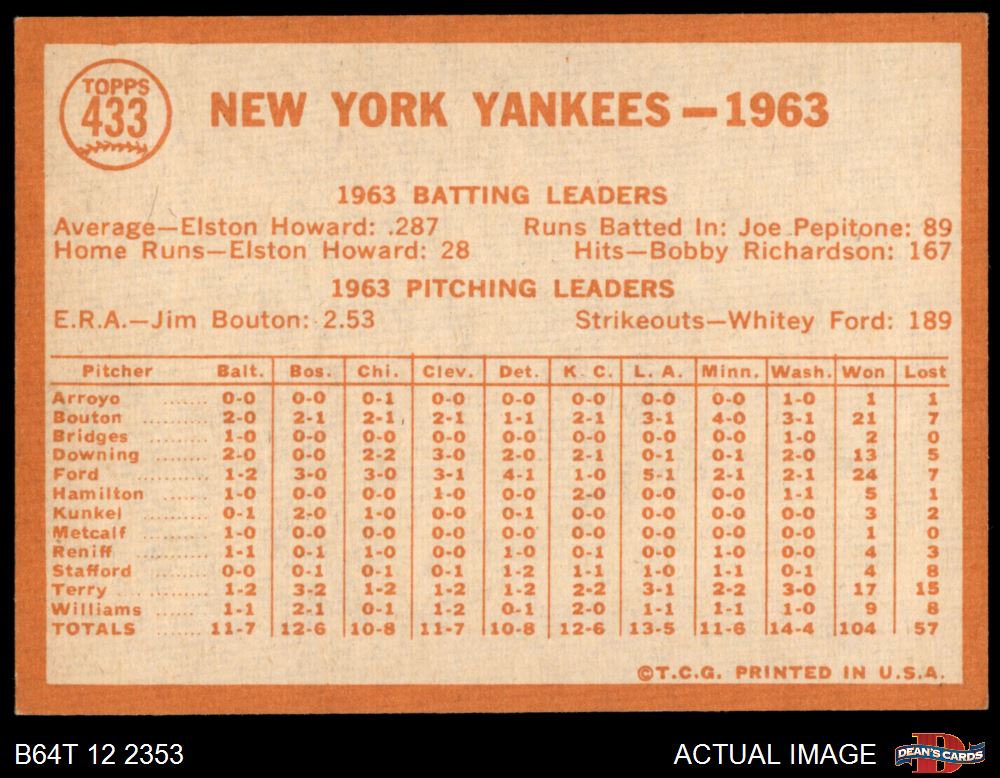 TOPPS
433
NEW YORK YANKEES — 1963
1963 BATTING LEADERS
Average—Elston Howard: .287 Runs Batted In: Joe Pepitone: 89
Home Runs—Elston Howard: 28 Hits—Bobby Richardson: 167
1963 PITCHING LEADERS
E.R.A.—Jim Bouton: 2.53 Strikeouts—Whitey Ford: 189
Pitcher Balt. Bos. Chi. Clev. Det. K. C. L. A. Minn. Wash. Won Lost
Arroyo ....... 0-0 0-0 0-1 0-0 0-0 0-0 0-0 0-0 1-0 1 1
Bouton .......... 2-0 2-1 2-1 2-1 1-1 2-1 3-1 4-0 3-1 21 7
Bridges ........ 1-0 0-0 0-0 0-0 0-0 0-0 0-0 0-0 1-0 2 0
Downing ......... 2-0 0-0 2-2 3-0 2-0 2-1 0-1 0-1 2-0 13 5
Ford ....... 1-2 3-0 3-0 3-1 4-1 1-0 5-1 2-1 2-1 24 7
Hamilton ....... 1-0 0-0 0-0 1-0 0-0 2-0 0-0 0-0 1-1 5 1
Kunkel .......... 0-1 2-0 1-0 0-0 0-1 0-0 0-0 0-0 0-0 3 2
Metcalf .......... 1-0 0-0 0-0 0-0 0-0 0-0 0-0 0-0 0-0 1 0
Reniff .......... 1-1 0-1 1-0 0-0 1-0 0-1 0-0 1-0 0-0 4 3
Stafford ........ 0-0 0-1 0-1 0-1 1-2 1-1 1-0 1-1 0-1 4 8
Terry .......... 1-2 3-2 1-2 1-2 1-2 2-2 3-1 2-2 3-0 17 15
Williams ........ 1-1 2-1 0-1 1-2 0-1 2-0 1-1 1-1 1-0 9 8
TOTALS ....... 11-7 12-6 10-8 11-7 10-8 12-6 13-5 11-6 14-4 104 57
©T.C.G. PRINTED IN U.S.A.
B64T 12 2353 ACTUAL IMAGE
DEAN'S CARDS